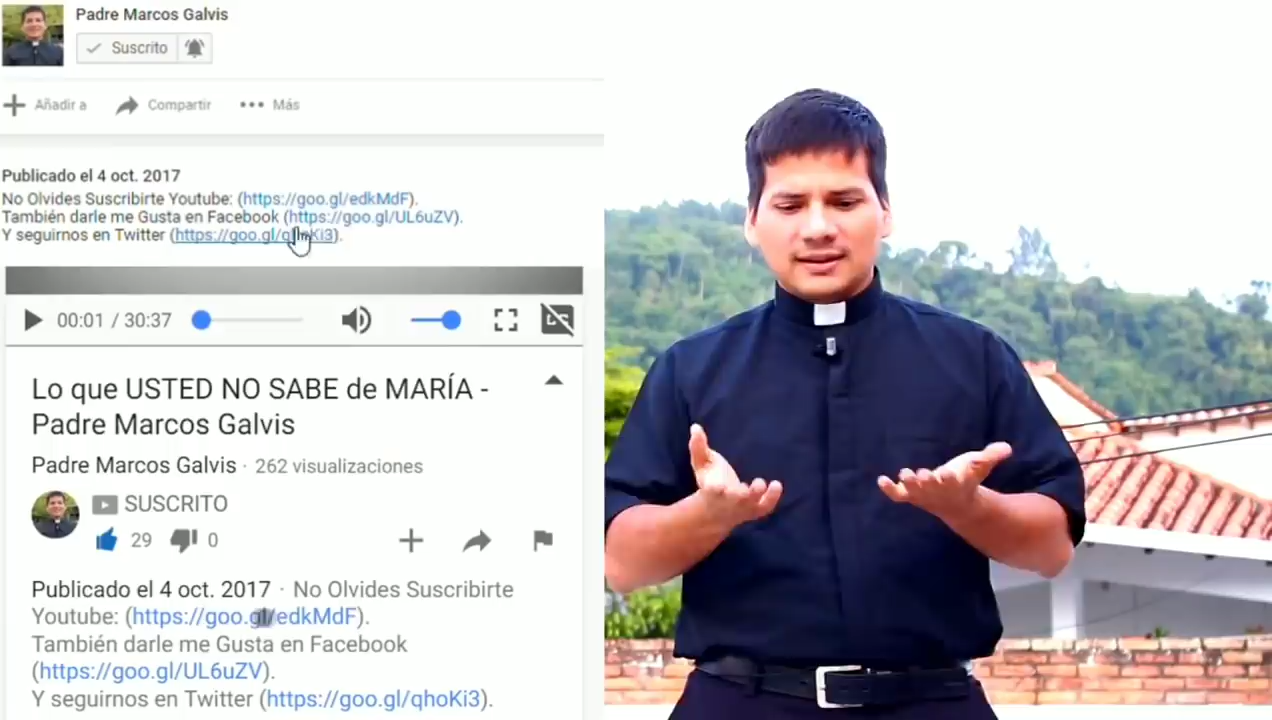 Padre Marcos Galvis
Suscrito
Añadir a Compartir Más
Publicado el 4 oct. 2017
No Olvides Suscribirte Youtube: (https://goo.gl/edkMdF).
También darle me Gusta en Facebook (https://goo.gl/UL6uZV).
Y seguirnos en Twitter (https://goo.gl/qhoKi3).
00:01 / 30:37
Lo que USTED NO SABE de MARÍA -
Padre Marcos Galvis
Padre Marcos Galvis · 262 visualizaciones
SUSCRITO
29 0
Publicado el 4 oct. 2017 · No Olvides Suscribirte
Youtube: (https://goo.gl/edkMdF).
También darle me Gusta en Facebook
(https://goo.gl/UL6uZV).
Y seguirnos en Twitter (https://goo.gl/qhoKi3).